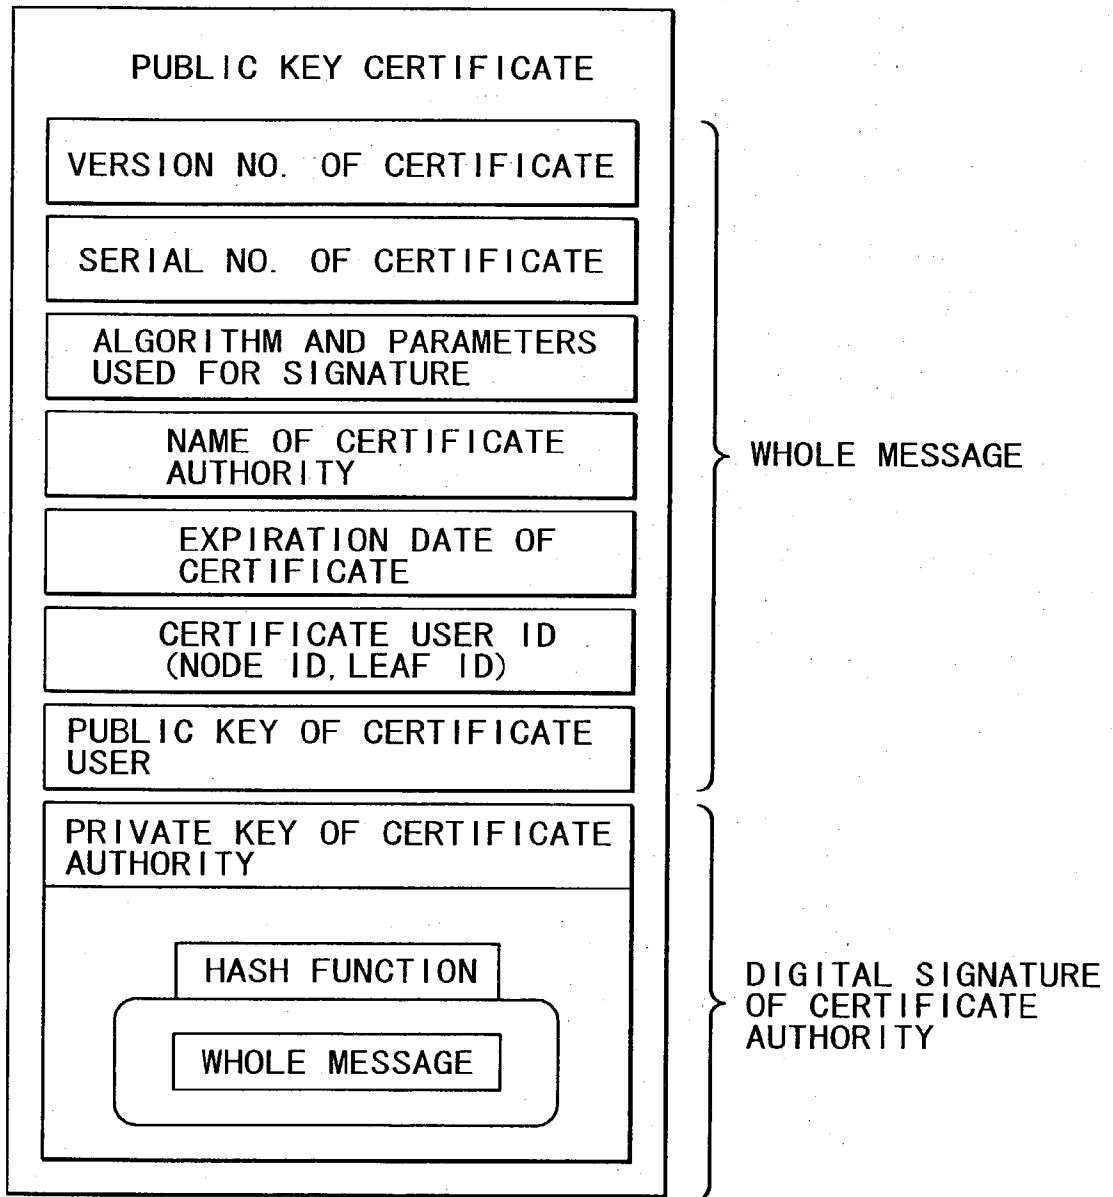 PUBLIC KEY CERTIFICATE
VERSION NO. OF CERTIFICATE
SERIAL NO. OF CERTIFICATE
ALGORITHM AND PARAMETERS
USED FOR SIGNATURE
NAME OF CERTIFICATE
AUTHORITY
EXPIRATION DATE OF
CERTIFICATE
CERTIFICATE USER ID
(NODE ID, LEAF ID)
PUBLIC KEY OF CERTIFICATE
USER
WHOLE MESSAGE
PRIVATE KEY OF CERTIFICATE
AUTHORITY
HASH FUNCTION
WHOLE MESSAGE
DIGITAL SIGNATURE
OF CERTIFICATE
AUTHORITY